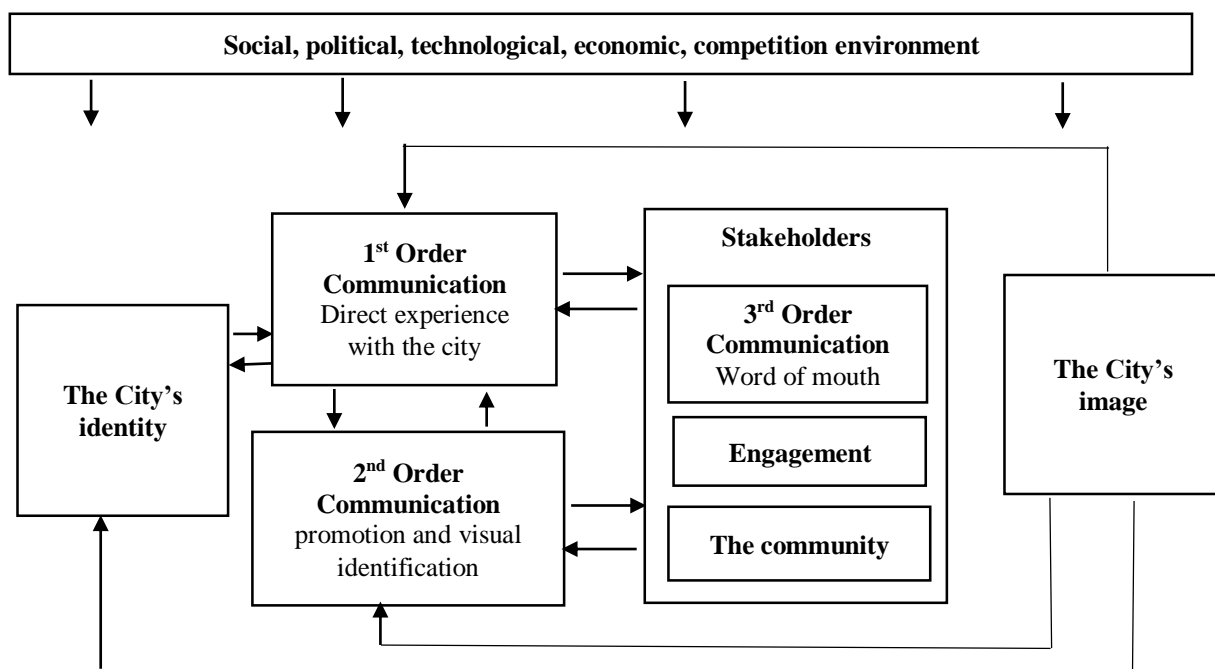 Social, political, technological, economic, competition environment
1st Order
Communication
Direct experience
with the city
Stakeholders
3rd Order
Communication
Word of mouth
The City’s
identity
The City’s
image
2nd Order
Communication
promotion and visual
identification
Engagement
The community